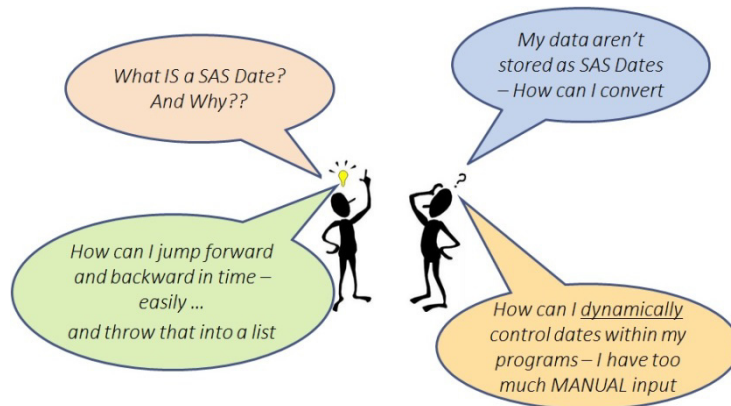 What IS a SAS Date?
And Why??
My data aren't
stored as SAS Dates
– How can I convert
?
How can I jump forward
and backward in time –
easily ...
and throw that into a list
How can I dynamically
control dates within my
programs – I have too
much MANUAL input